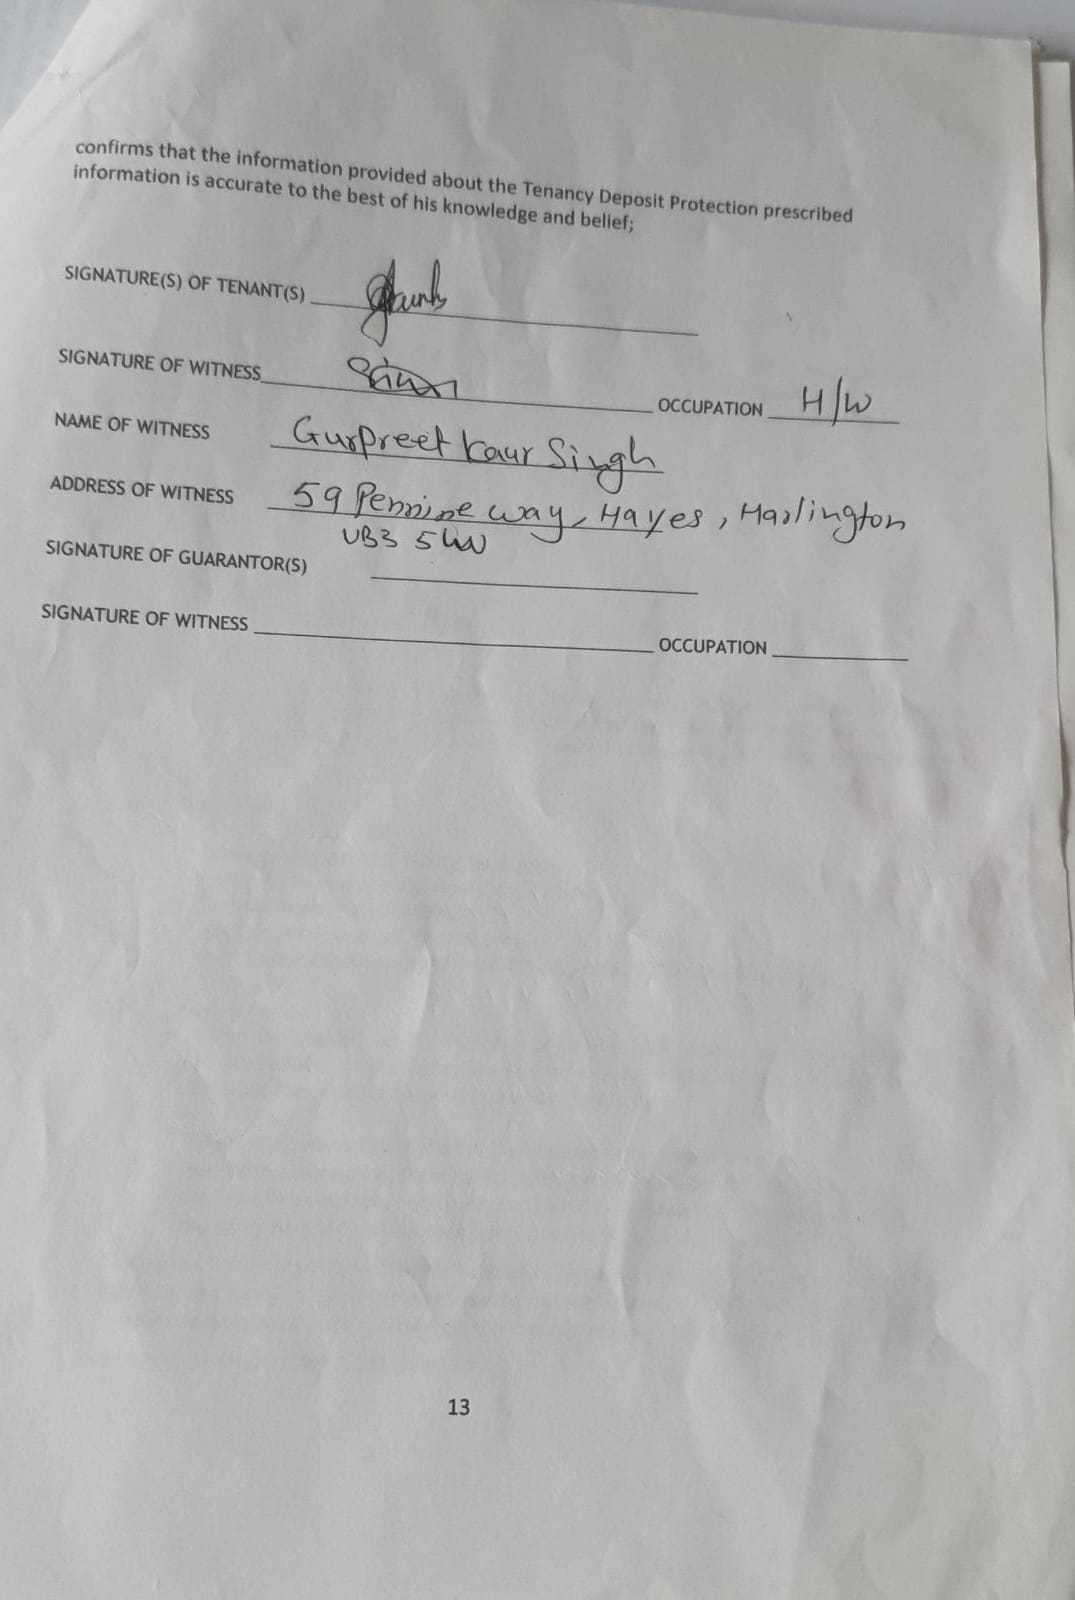 confirms that the information provided about the Tenancy Deposit Protection prescribed
information is accurate to the best of his knowledge and belief;
SIGNATURE(S) OF TENANT(S)
SIGNATURE OF WITNESS OCCUPATION H/W
NAME OF WITNESS Gurpreet Kaur Singh
ADDRESS OF WITNESS 59 Pennine way, Hayes, Harlington
UB3
SIGNATURE OF GUARANTOR(S)
SIGNATURE OF WITNESS OCCUPATION
13